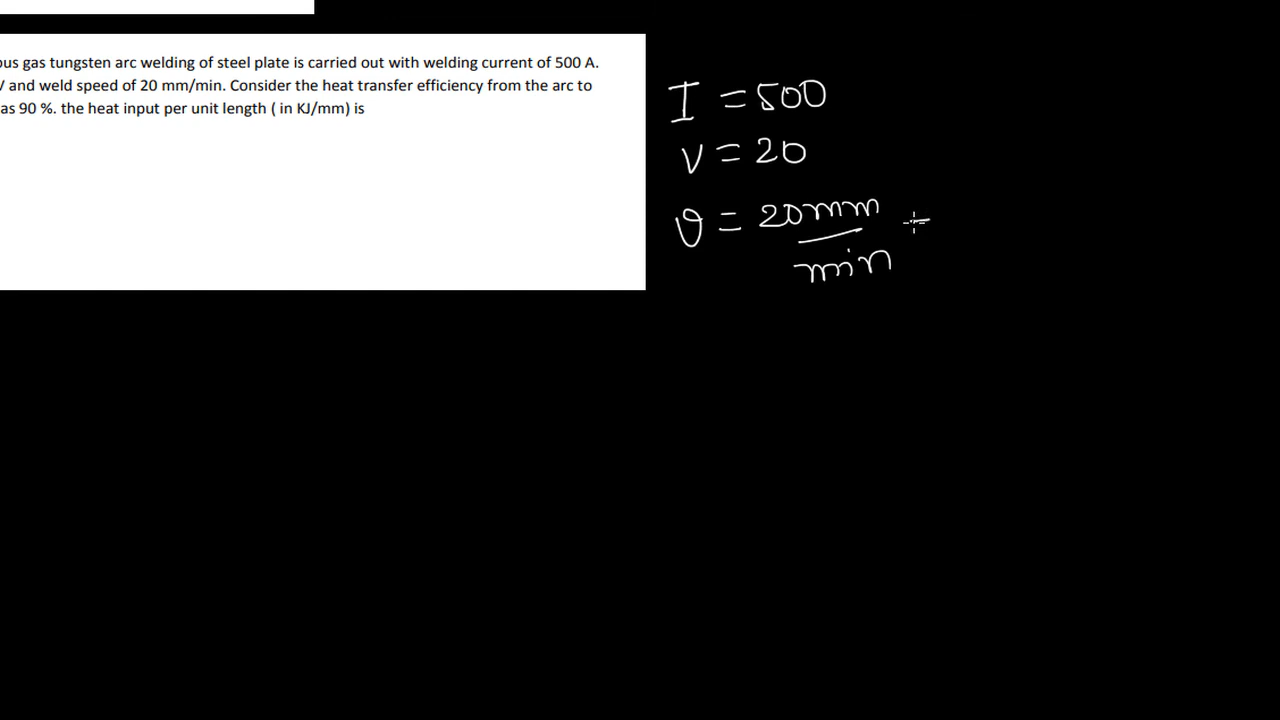 ous gas tungsten arc welding of steel plate is carried out with welding current of 500 A.
V and weld speed of 20 mm/min. Consider the heat transfer efficiency from the arc to
as 90 %. the heat input per unit length ( in KJ/mm) is
I = 500
V = 20
v = 20 mm
min